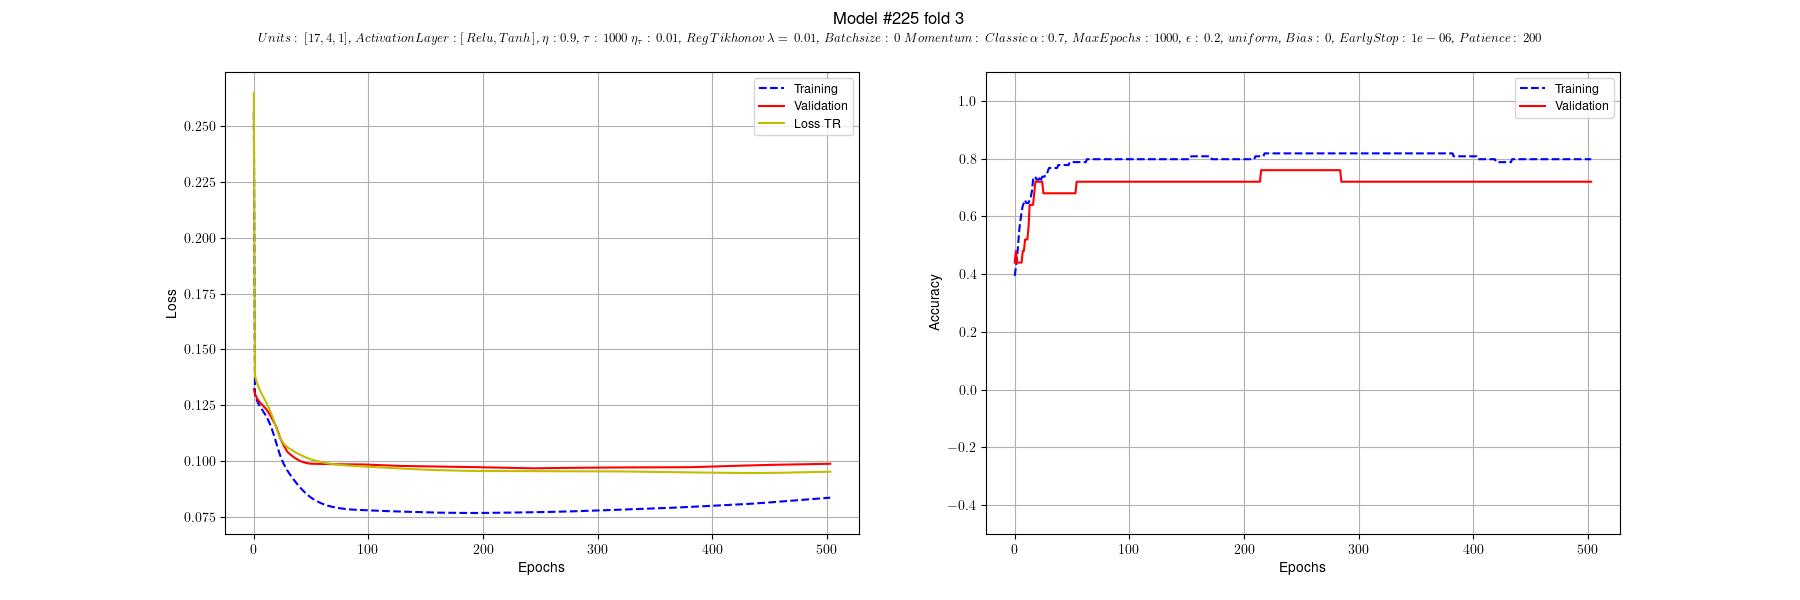 Model #225 fold 3
Units : [17, 4, 1], ActivationLayer : [Relu, Tanh], η : 0.9, τ : 1000 ητ : 0.01, RegTikhonov λ = 0.01, Batchsize : 0 Momentum : Classic α : 0.7, MaxEpochs : 1000, ϵ : 0.2, uniform, Bias : 0, EarlyStop : 1e − 06, Patience : 200
Training
Validation
Loss TR
0.250
0.225
0.200
0.175
0.150
0.125
0.100
0.075
Loss
0 100 200 300 400 500
Epochs
Training
Validation
1.0
0.8
0.6
0.4
0.2
0.0
−0.2
−0.4
Accuracy
0 100 200 300 400 500
Epochs